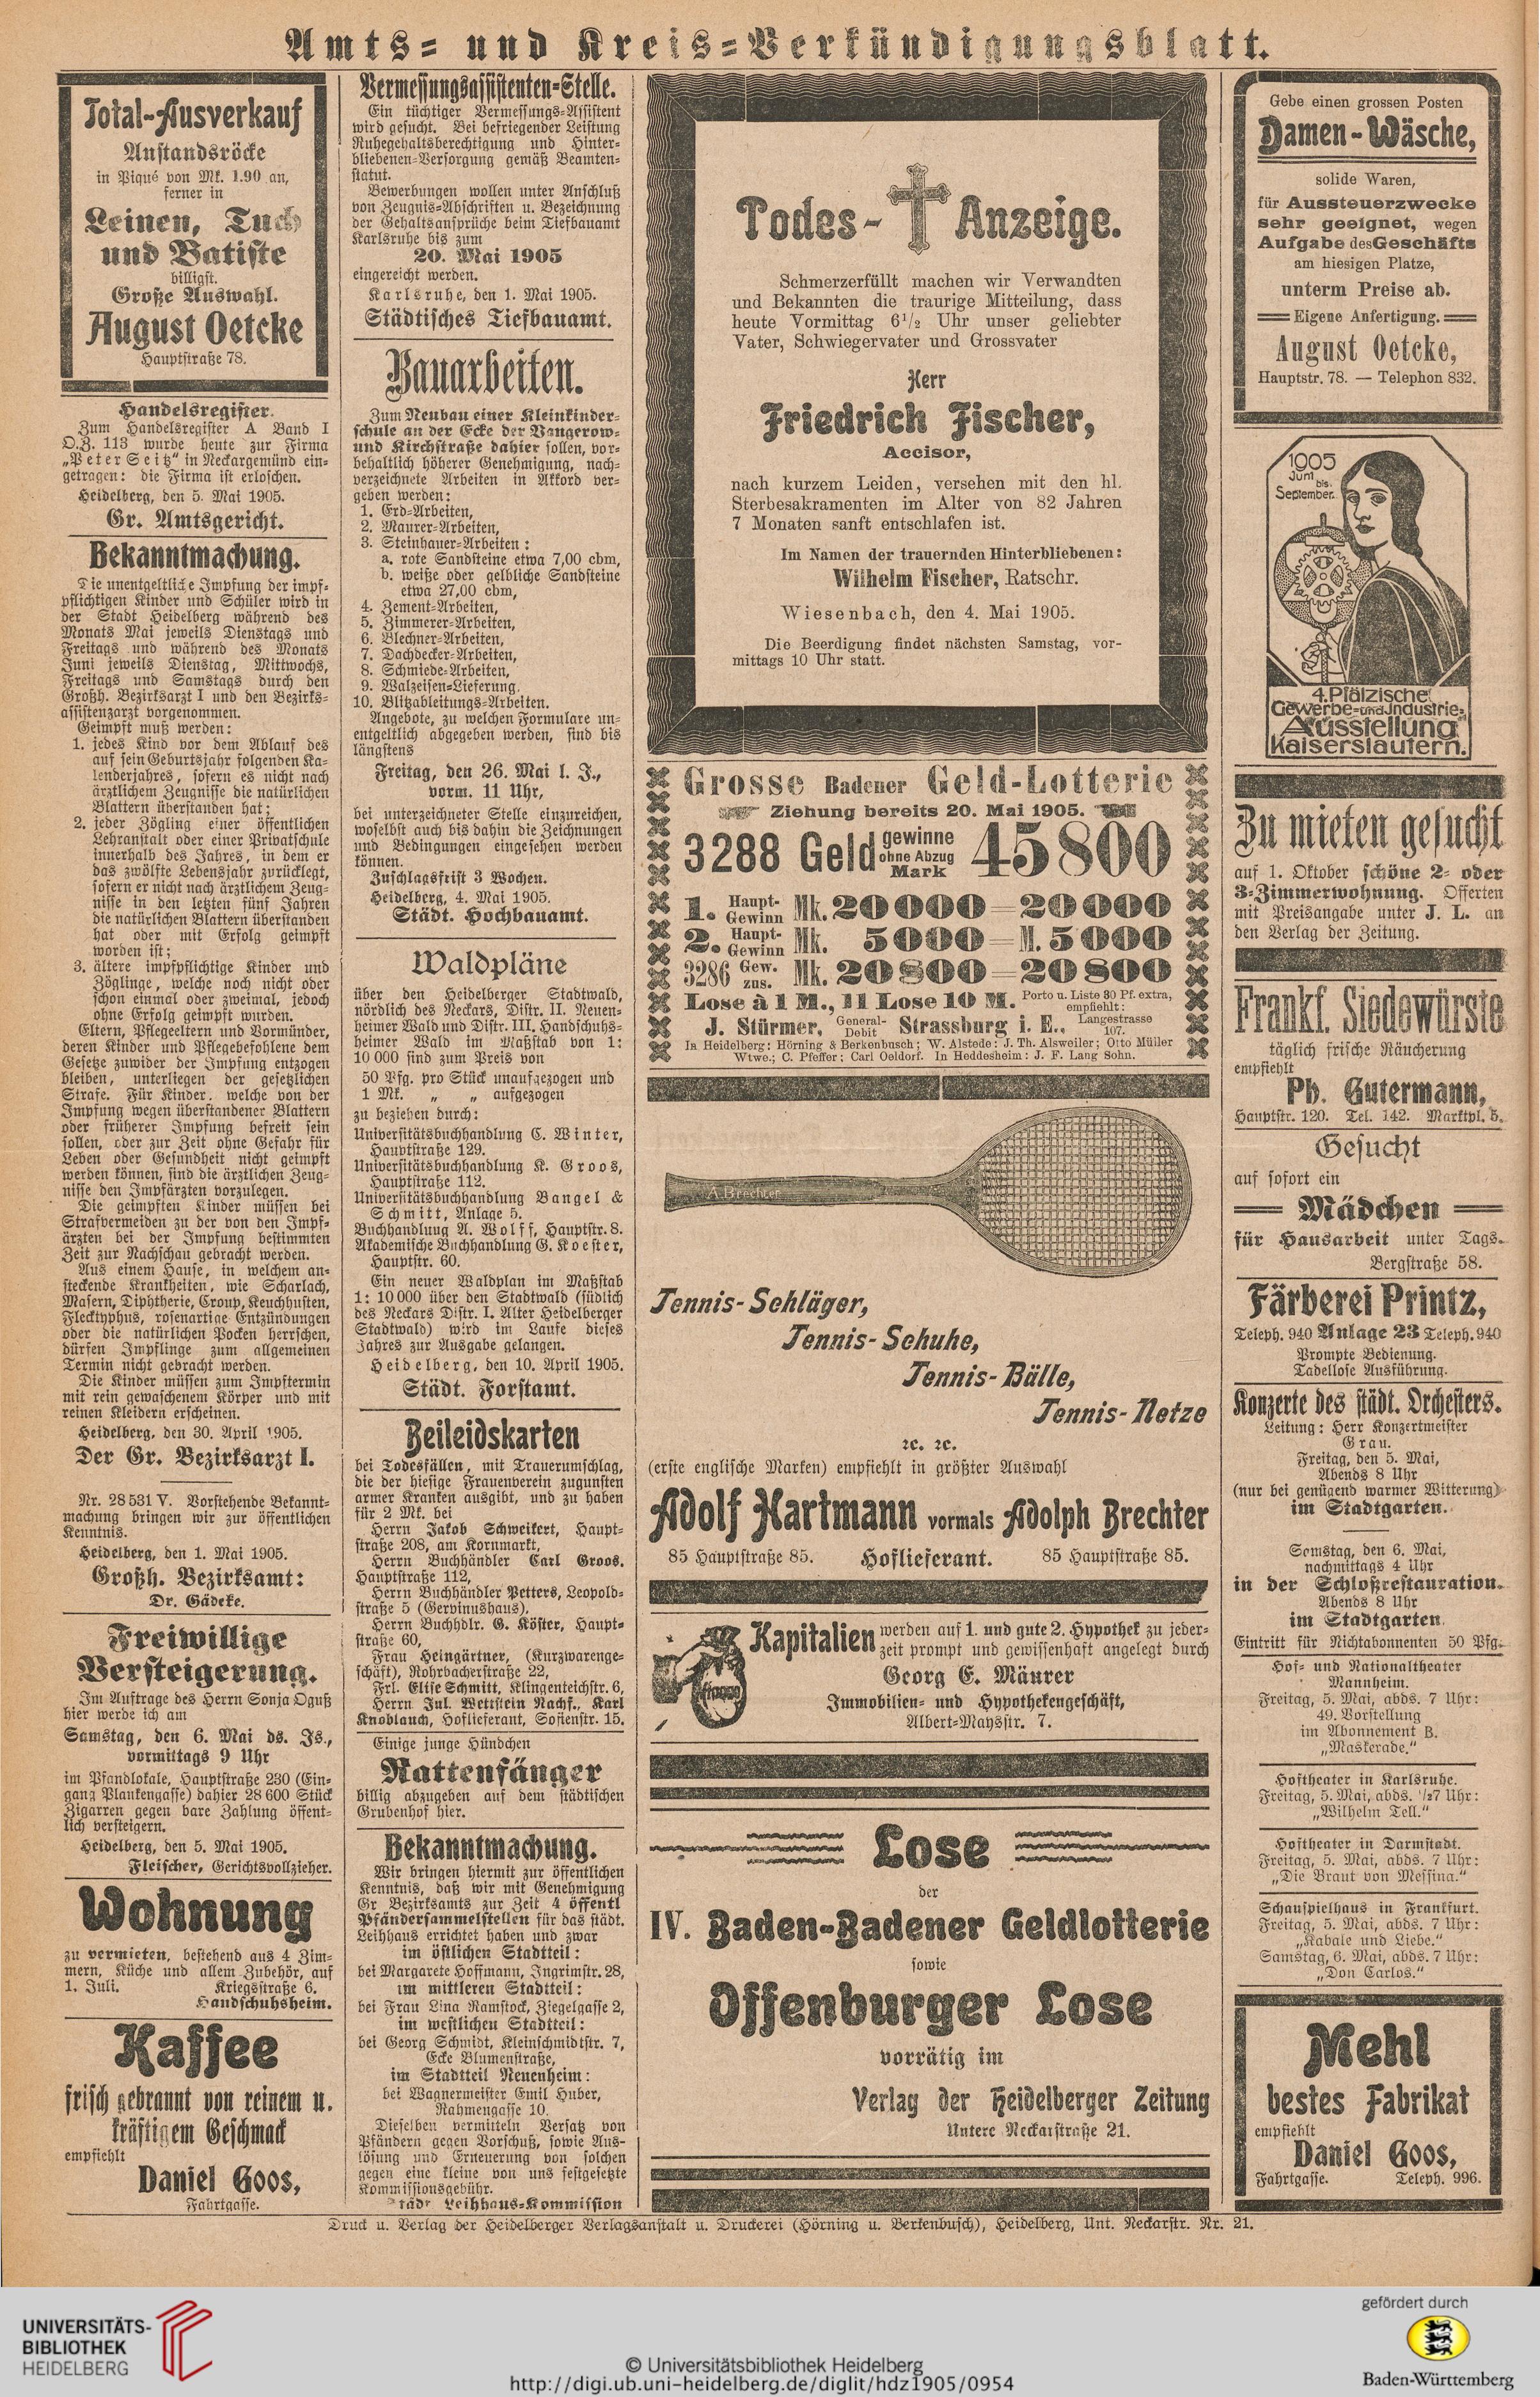 Amts- und Kreis-Verkündigungsblatt.
Total-Ausverkauf
Anstandsröcke
in Piqué von Mk. 1.90 an,
ferner in
Leinen, Tuch
und Batiste
billigst.
Große Auswahl.
August Oetcke
Hauptstraße 78.
Handelsregister.
Zum Handelsregister A Band I
O.Z. 113 wurde heute zur Firma
„Peter Seitz“ in Neckargemünd ein-
getragen: die Firma ist erloschen.
Heidelberg, den 5. Mai 1905.
Gr. Amtsgericht.
Bekanntmachung.
Die unentgeltliche Impfung der impf-
pflichtigen Kinder und Schüler wird in
der Stadt Heidelberg während des
Monats Mai jeweils Dienstags und
Freitags und während des Monats
Juni jeweils Dienstag, Mittwochs,
Freitags und Samstags durch den
Großh. Bezirksarzt I und den Bezirks-
assistenzarzt vorgenommen.
Geimpft muß werden:
1. jedes Kind vor dem Ablauf des
auf sein Geburtsjahr folgenden Ka-
lenderjahres, sofern es nicht nach
ärztlichem Zeugnisse die natürlichen
Blattern überstanden hat;
2. jeder Zögling einer öffentlichen
Lehranstalt oder einer Privatschule
innerhalb des Jahres, in dem er
das zwölfte Lebensjahr zurücklegt,
sofern er nicht nach ärztlichem Zeug-
nisse in den letzten fünf Jahren
die natürlichen Blattern überstanden
hat oder mit Erfolg geimpft
worden ist;
3. ältere impfpflichtige Kinder und
Zöglinge, welche noch nicht oder
schon einmal oder zweimal, jedoch
ohne Erfolg geimpft wurden.
Eltern, Pflegeeltern und Vormünder,
deren Kinder und Pflegebefohlene dem
Gesetze zuwider der Impfung entzogen
bleiben, unterliegen der gesetzlichen
Strafe. Für Kinder, welche von der
Impfung wegen überstandener Blattern
oder früherer Impfung befreit sein
sollen, oder zur Zeit ohne Gefahr für
Leben oder Gesundheit nicht geimpft
werden können, sind die ärztlichen Zeug-
nisse den Impfärzten vorzulegen.
Die geimpften Kinder müssen bei
Strafvermeiden zu der von den Impf-
ärzten bei der Impfung bestimmten
Zeit zur Nachschau gebracht werden.
Aus einem Hause, in welchem an-
steckende Krankheiten, wie Scharlach,
Masern, Diphtherie, Croup, Keuchhusten,
Flecktyphus, rosenartige Entzündungen
oder die natürlichen Pocken herrschen,
dürfen Impflinge zum allgemeinen
Termin nicht gebracht werden.
Die Kinder müssen zum Impftermin
mit rein gewaschenem Körper und mit
reinen Kleidern erscheinen.
Heidelberg, den 30. April 1905.
Der Gr. Bezirksarzt I.
Nr. 28531 V. Vorstehende Bekannt-
machung bringen wir zur öffentlichen
Kenntnis.
Heidelberg, den 1. Mai 1905.
Großh. Bezirksamt:
Dr. Gädeke.
Freiwillige
Versteigerung.
Im Auftrage des Herrn Sonja Oguß
hier werde ich am
Samstag, den 6. Mai ds. Js.,
vormittags 9 Uhr
im Pfandlokale, Hauptstraße 230 (Ein-
gang Plankengasse) dahier 28600 Stück
Zigarren gegen bare Zahlung öffent-
lich versteigern.
Heidelberg, den 5. Mai 1905.
Fleischer, Gerichtsvollzieher.
Wohnung
zu vermieten, bestehend aus 4 Zim-
mern, Küche und allem Zubehör, auf
1. Juli. Kriegsstraße 6.
Handschuhsheim.
Kaffee
frisch gebrannt von reinem u.
kräftigem Geschmack
empfiehlt
Daniel Goos,
Fahrtgasse.
Vermessungsassistenten-Stelle.
Ein tüchtiger Vermessungs-Assistent
wird gesucht. Bei befriegender Leistung
Ruhegehaltsberechtigung und Hinter-
bliebenen-Versorgung gemäß Beamten-
statut.
Bewerbungen wollen unter Anschluß
von Zeugnis-Abschriften u. Bezeichnung
der Gehaltsansprüche beim Tiefbauamt
Karlsruhe bis zum
20. Mai 1905
eingereicht werden.
Karlsruhe, den 1. Mai 1905.
Städtisches Tiefbauamt.
Bauarbeiten.
Zum Neubau einer Kleinkinder-
schule an der Ecke der Vangerow-
und Kirchstraße dahier sollen, vor-
behaltlich höherer Genehmigung, nach-
verzeichnete Arbeiten in Akkord ver-
geben werden:
1. Erd-Arbeiten,
2. Maurer-Arbeiten,
3. Steinhauer-Arbeiten:
a. rote Sandsteine etwa 7,00 cbm,
b. weiße oder gelbliche Sandsteine
etwa 27,00 cbm,
4. Zement-Arbeiten,
5. Zimmerer-Arbeiten,
6. Blechner-Arbeiten,
7. Dachdecker-Arbeiten,
8. Schmiede-Arbeiten,
9. Walzeisen-Lieferung,
10. Blitzableitungs-Arbeiten.
Angebote, zu welchen Formulare un-
entgeltlich abgegeben werden, sind bis
längstens
Freitag, den 26. Mai l. J.,
vorm. 11 Uhr,
bei unterzeichneter Stelle einzureichen,
woselbst auch bis dahin die Zeichnungen
und Bedingungen eingesehen werden
können.
Zuschlagsfrist 3 Wochen.
Heidelberg, 4. Mai 1905.
Städt. Hochbauamt.
Waldpläne
über den Heidelberger Stadtwald,
nördlich des Neckars, Distr. II. Neuen-
heimer Wald und Distr. III, Handschuhs-
heimer Wald im Maßstab von 1:
10000 sind zum Preis von
50 Pfg. pro Stück unaufgezogen und
1 Mk. „ „ aufgezogen
zu beziehen durch:
Universitätsbuchhandlung C. Winter,
Hauptstraße 129.
Universitätsbuchhandlung K. Groos,
Hauptstraße 112.
Universitätsbuchhandlung Bangel &
Schmitt, Anlage 5.
Buchhandlung A. Wolff, Hauptstr. 8.
Akademische Buchhandlung G. Koester,
Hauptstr. 60.
Ein neuer Waldplan im Maßstab
1:10000 über den Stadtwald (südlich
des Neckars Distr. I. Alter Heidelberger
Stadtwald) wird im Laufe dieses
Jahres zur Ausgabe gelangen.
Heidelberg, den 10. April 1905.
Städt. Forstamt.
Beileidskarten
bei Todesfällen, mit Trauerumschlag,
die der hiesige Frauenverein zugunsten
armer Kranken ausgibt, und zu haben
für 2 Mk. bei
Herrn Jakob Schweikert, Haupt-
straße 208, am Kornmarkt,
Herrn Buchhändler Carl Groos,
Hauptstraße 112,
Herrn Buchhändler Petters, Leopold-
straße 5 (Gervinushaus),
Herrn Buchhdlr. G. Köster, Haupt-
straße 60,
Frau Heingärtner, (Kurzwarenge-
schäft), Rohrbacherstraße 22,
Frl. Elise Schmitt, Klingenteichstr. 6,
Herrn Jul. Wettstein Nachf., Karl
Knoblauch, Hoflieferant, Sofienstr. 15.
Einige junge Hündchen
Rattenfänger
billig abzugeben auf dem städtischen
Grubenhof hier.
Bekanntmachung.
Wir bringen hiermit zur öffentlichen
Kenntnis, daß wir mit Genehmigung
Gr Bezirksamts zur Zeit 4 öffentl
Pfändersammelstellen für das städt.
Leihhaus errichtet haben und zwar
im östlichen Stadtteil:
bei Margarete Hoffmann, Ingrimstr. 28,
im mittleren Stadtteil:
bei Frau Lina Ramstock, Ziegelgasse 2,
im westlichen Stadtteil:
bei Georg Schmidt, Kleinschmidtstr. 7,
Ecke Blumenstraße,
im Stadtteil Neuenheim:
bei Wagnermeister Emil Huber,
Rahmengasse 10.
Dieselben vermitteln Versatz von
Pfändern gegen Vorschuß, sowie Aus-
lösung und Erneuerung von solchen
gegen eine kleine von uns festgesetzte
Kommissionsgebühr.
Leihhaus-Kommission
Todes- Anzeige.
Schmerzerfüllt machen wir Verwandten
und Bekannten die traurige Mitteilung, dass
heute Vormittag 6 1/2 Uhr unser geliebter
Vater, Schwiegervater und Grossvater
Herr
Friedrich Fischer,
Accisor,
nach kurzem Leiden, versehen mit den hl.
Sterbesakramenten im Alter von 82 Jahren
7 Monaten sanft entschlafen ist.
Im Namen der trauernden Hinterbliebenen:
Wilhelm Fischer, Ratschr.
Wiesenbach, den 4. Mai 1905.
Die Beerdigung findet nächsten Samstag, vor-
mittags 10 Uhr statt.
Grosse Badener Geld-Lotterie
Ziehung bereits 20. Mai 1905.
3288 Geld gewinne ohne Abzug Mark 45800
1. Haupt-Gewinn Mk. 20000=20000
2. Haupt-Gewinn Mk. 5000=M. 5000
3286 Gew. zus. Mk. 20800=20800
Lose à 1 M., 11 Lose 10 M. Porto u. Liste 30 Pf. extra, empfiehlt:
J. Stürmer, General-Debit Strassburg i. E., Langestrasse 107.
In Heidelberg: Hörning & Berkenbusch; W. Alstede; J. Th. Alsweiler; Otto Müller
Wtwe.; C. Pfeffer; Carl Oeldorf. In Heddesheim: J. F. Lang Sohn.
A. Brechter
Tennis-Schläger,
Tennis-Schuhe,
Tennis-Bälle,
Tennis-Netze
ꝛc. ꝛc.
(erste englische Marken) empfiehlt in größter Auswahl
Adolf Hartmann vormals Adolph Brechter
85 Hauptstraße 85. Hoflieferant. 85 Hauptstraße 85.
Kapitalien werden auf 1. und gute 2. Hypothek zu jeder-
zeit prompt und gewissenhaft angelegt durch
Georg E. Mäurer
Immobilien- und Hypothekengeschäft,
Albert-Maysstr. 7.
Lose
der
IV. Baden-Badener Geldlotterie
sowie
Offenburger Lose
vorrätig im
Verlag der Heidelberger Zeitung
Untere Neckarstraße 21.
Gebe einen grossen Posten
Damen-Wäsche,
solide Waren,
für Aussteuerzwecke
sehr geeignet, wegen
Aufgabe des Geschäfts
am hiesigen Platze,
unterm Preise ab.
Eigene Anfertigung.
August Oetcke,
Hauptstr. 78. — Telephon 832.
1905
Juni
bis
September.
4. Pfälzische
Gewerbe- und Industrie-
Ausstellung
Kaiserslautern.
Zu mieten gesucht
auf 1. Oktober schöne 2- oder
3-Zimmerwohnung. Offerten
mit Preisangabe unter J. L. an
den Verlag der Zeitung.
Frankf. Siedewürste
täglich frische Räucherung
empfiehlt
Ph. Gutermann,
Hauptstr. 120. Tel. 142. Marktpl. 5.
Gesucht
auf sofort ein
Mädchen
für Hausarbeit unter Tags.
Bergstraße 58.
Färberei Printz,
Teleph. 940 Anlage 23 Teleph. 940
Prompte Bedienung.
Tadellose Ausführung.
Konzerte des städt. Orchesters.
Leitung: Herr Konzertmeister
Grau.
Freitag, den 5. Mai,
Abends 8 Uhr
(nur bei genügend warmer Witterung)
im Stadtgarten.
Samstag, den 6. Mai,
nachmittags 4 Uhr
in der Schloßrestauration.
Abends 8 Uhr
im Stadtgarten.
Eintritt für Nichtabonnenten 50 Pfg.
Hof- und Nationaltheater
Mannheim.
Freitag, 5. Mai, abds. 7 Uhr:
49. Vorstellung
im Abonnement B.
„Maskerade.“
Hoftheater in Karlsruhe.
Freitag, 5. Mai, abds. 1/27 Uhr:
„Wilhelm Tell.“
Hoftheater in Darmstadt.
Freitag, 5. Mai, abds. 7 Uhr:
„Die Braut von Messina.“
Schauspielhaus in Frankfurt.
Freitag, 5. Mai, abds. 7 Uhr:
„Kabale und Liebe.“
Samstag, 6. Mai, abds. 7 Uhr:
„Don Carlos.“
Mehl
bestes Fabrikat
empfiehlt
Daniel Goos,
Fahrtgasse. Teleph. 996.
Druck u. Verlag der Heidelberger Verlagsanstalt u. Druckerei (Hörning u. Berkenbusch), Heidelberg, Unt. Neckarstr. Nr. 21.
UNIVERSITÄTS-
BIBLIOTHEK
HEIDELBERG
© Universitätsbibliothek Heidelberg
http://digi.ub.uni-heidelberg.de/diglit/hdz1905/0954
gefördert durch
Baden-Württemberg